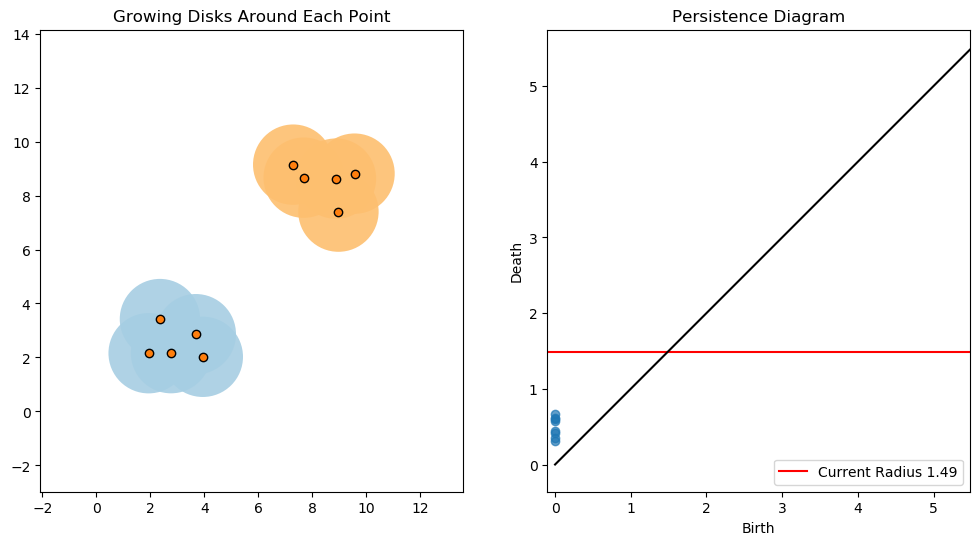 Growing Disks Around Each Point
14
12
10
8
6
4
2
0
−2
−2 0 2 4 6 8 10 12
Persistence Diagram
Death
5
4
3
2
1
0
0 1 2 3 4 5
Birth
Current Radius 1.49